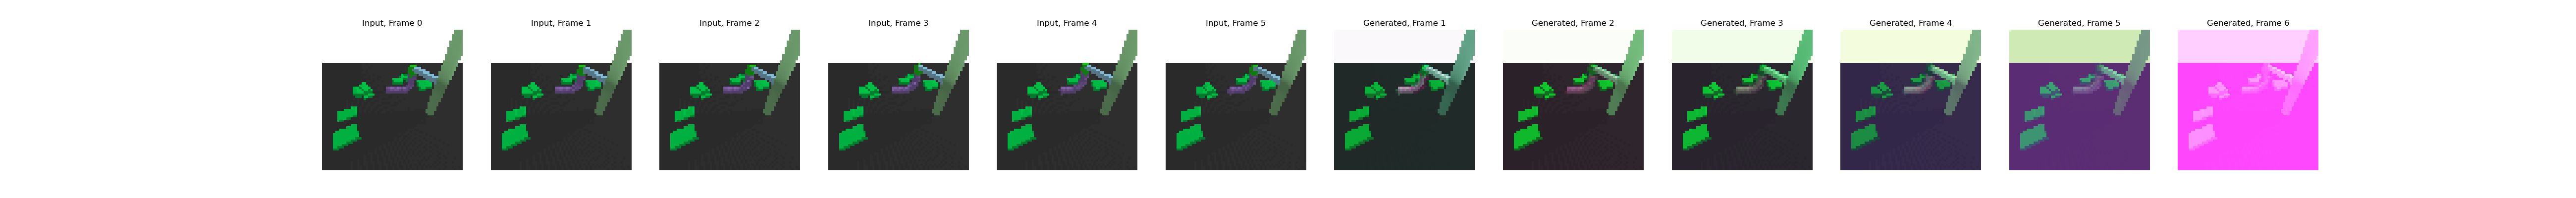 Input, Frame 0
Input, Frame 1
Input, Frame 2
Input, Frame 3
Input, Frame 4
Input, Frame 5
Generated, Frame 1
Generated, Frame 2
Generated, Frame 3
Generated, Frame 4
Generated, Frame 5
Generated, Frame 6